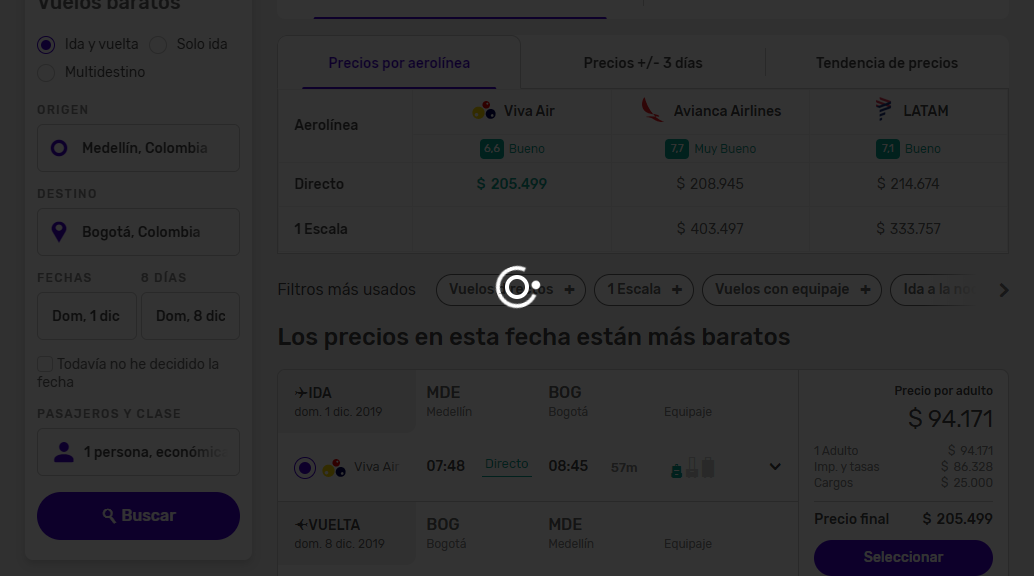 Vuelos baratos
Ida y vuelta
Solo ida
Multidestino
ORIGEN
Medellín, Colombia
DESTINO
Bogotá, Colombia
FECHAS
8 DÍAS
Dom, 1 dic
Dom, 8 dic
Todavía no he decidido la
fecha
PASAJEROS Y CLASE
1 persona, económica
Buscar
Precios por aerolínea
Precios +/- 3 días
Tendencia de precios
Aerolínea
Viva Air
Avianca Airlines
LATAM
6,6 Bueno
7,7 Muy Bueno
7,1 Bueno
Directo
$ 205.499
$ 208.945
$ 214.674
1 Escala
$ 403.497
$ 333.757
Filtros más usados
Vuelos
1 Escala +
Vuelos con equipaje +
Ida a la
Los precios en esta fecha están más baratos
IDA
dom. 1 dic. 2019
MDE
Medellín
BOG
Bogotá
Equipaje
Viva Air
07:48
Directo
08:45
57m
VUELTA
dom. 8 dic. 2019
BOG
Bogotá
MDE
Medellín
Equipaje
Precio por adulto
$ 94.171
1 Adulto $ 94.171
Imp. y tasas $ 86.328
Cargos $ 25.000
Precio final $ 205.499
Seleccionar